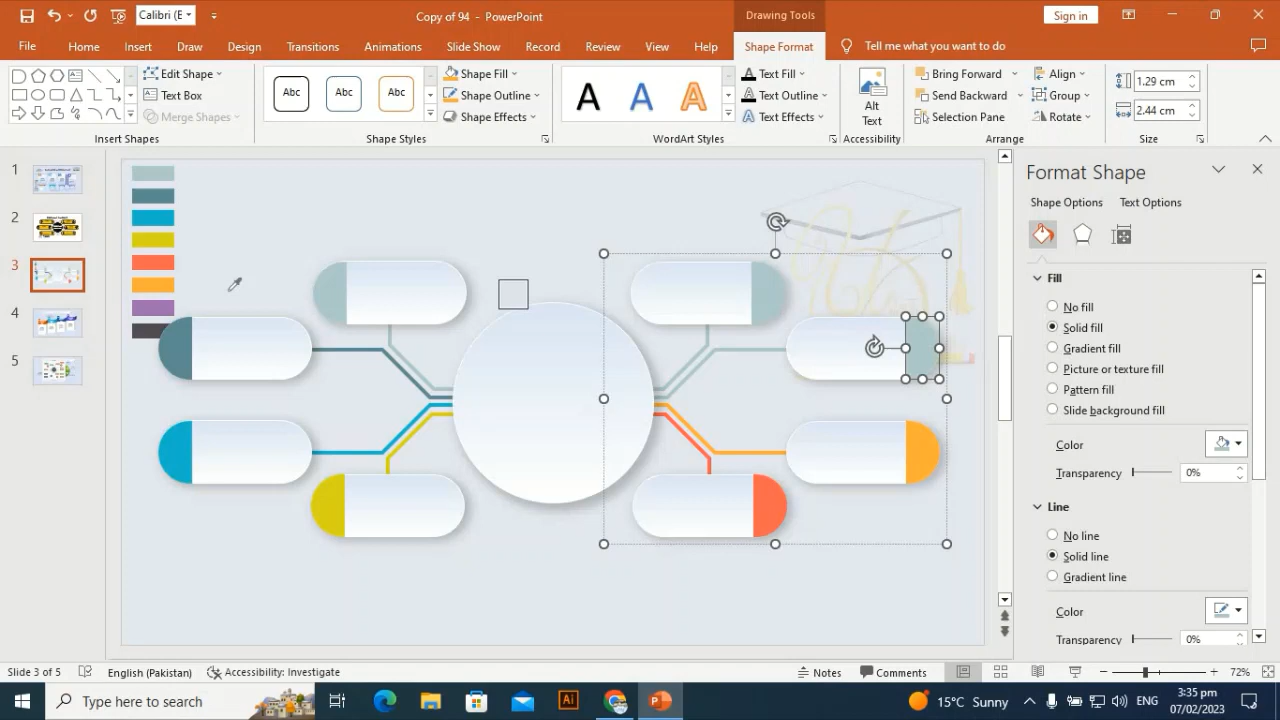 Calibri (E
Copy of 94 - PowerPoint
Drawing Tools
Sign in
File
Home
Insert
Draw
Design
Transitions
Animations
Slide Show
Record
Review
View
Help
Shape Format
Tell me what you want to do
Edit Shape
Text Box
Merge Shapes
Insert Shapes
Abc
Abc
Abc
Shape Fill
Shape Outline
Shape Effects
Shape Styles
A
A
A
Text Fill
Text Outline
Text Effects
WordArt Styles
Alt
Text
Accessibility
Bring Forward
Send Backward
Selection Pane
Align
Group
Rotate
Arrange
1.29 cm
2.44 cm
Size
1
2
3
4
5
Format Shape
Shape Options
Text Options
Fill
No fill
Solid fill
Gradient fill
Picture or texture fill
Pattern fill
Slide background fill
Color
Transparency
0%
Line
No line
Solid line
Gradient line
Color
Transparency
0%
Slide 3 of 5
English (Pakistan)
Accessibility: Investigate
Notes
Comments
72%
Type here to search
Ai
15°C Sunny
ENG
3:35 pm
07/02/2023